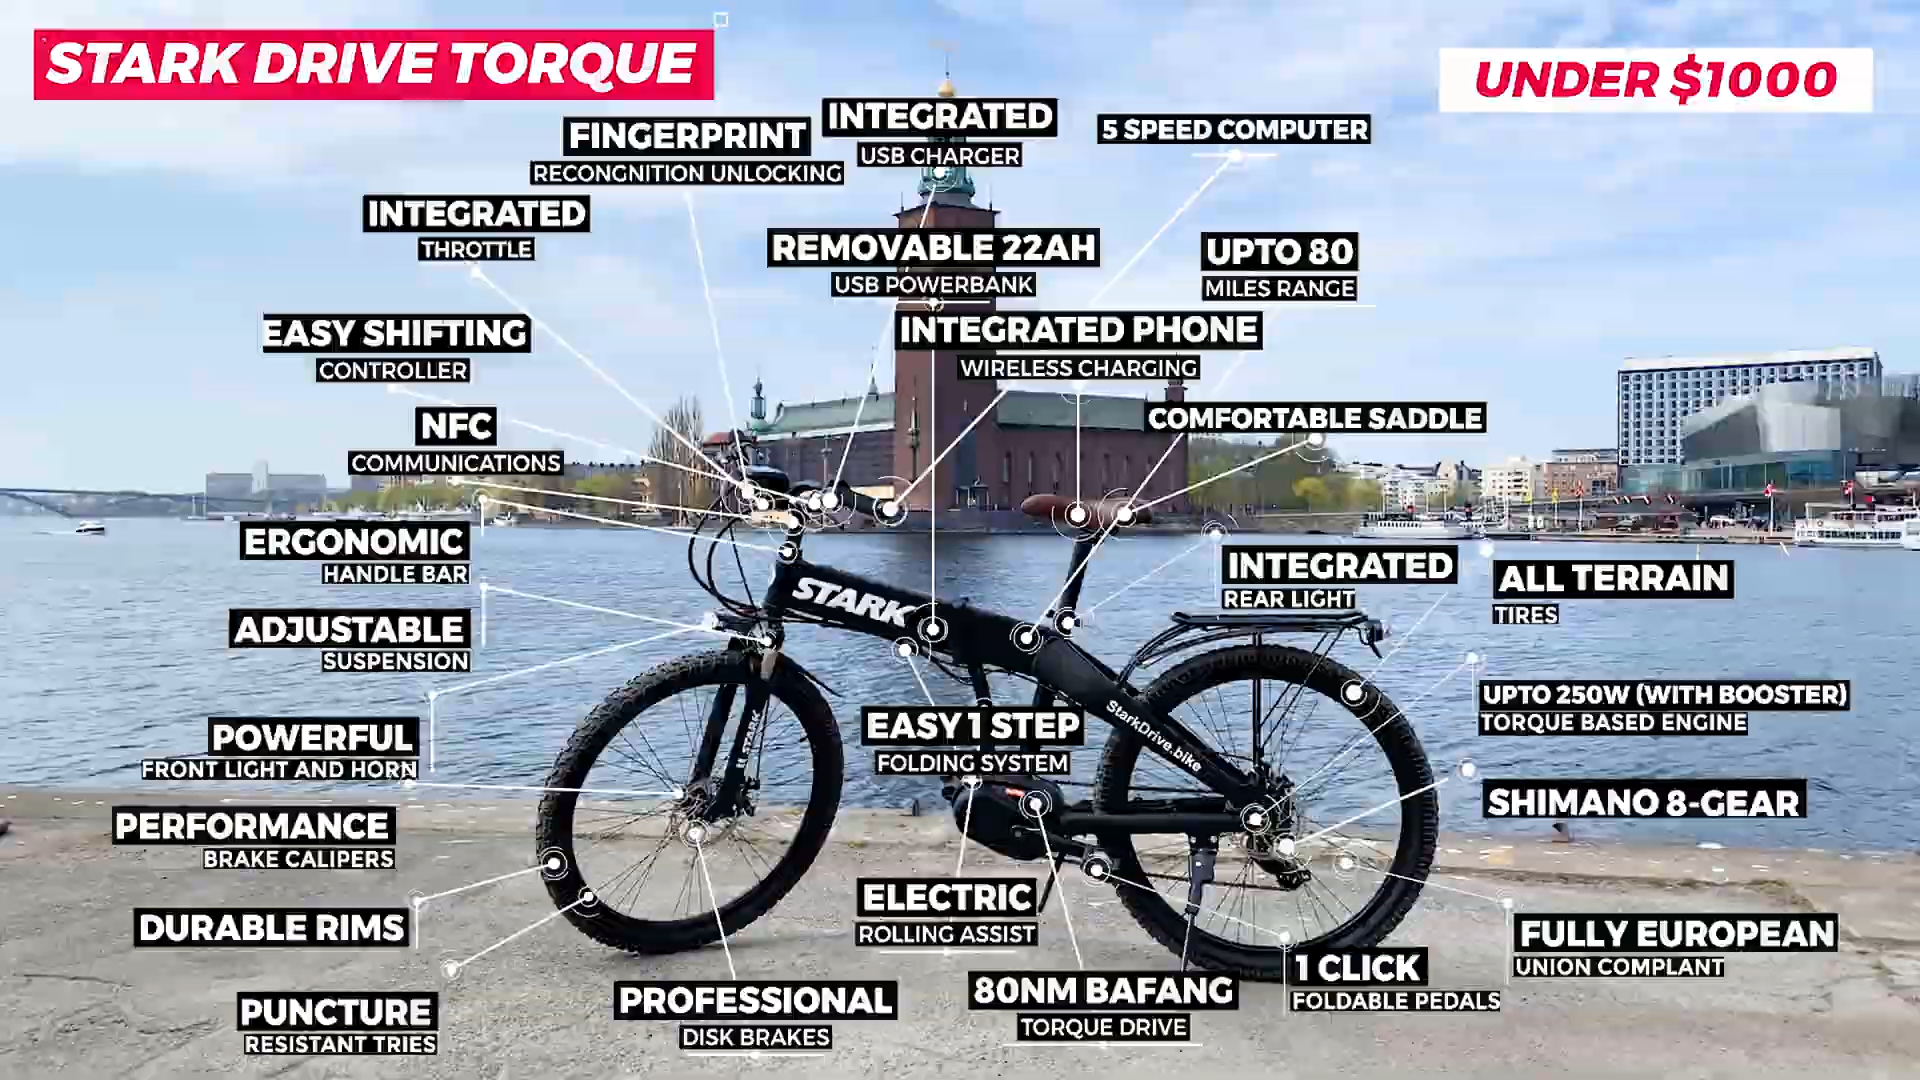 STARK DRIVE TORQUE
UNDER $1000
INTEGRATED
USB CHARGER
5 SPEED COMPUTER
FINGERPRINT
RECONGNITION UNLOCKING
INTEGRATED
THROTTLE
REMOVABLE 22AH
USB POWERBANK
UPTO 80
MILES RANGE
EASY SHIFTING
CONTROLLER
INTEGRATED PHONE
WIRELESS CHARGING
NFC
COMMUNICATIONS
COMFORTABLE SADDLE
ERGONOMIC
HANDLE BAR
INTEGRATED
REAR LIGHT
ALL TERRAIN
TIRES
STARK
ADJUSTABLE
SUSPENSION
UPTO 250W (WITH BOOSTER)
TORQUE BASED ENGINE
POWERFUL
FRONT LIGHT AND HORN
STARK
EASY 1 STEP
FOLDING SYSTEM
StarkDrive.bike
SHIMANO 8-GEAR
PERFORMANCE
BRAKE CALIPERS
DURABLE RIMS
ELECTRIC
ROLLING ASSIST
FULLY EUROPEAN
UNION COMPLANT
1 CLICK
FOLDABLE PEDALS
PUNCTURE
RESISTANT TRIES
PROFESSIONAL
DISK BRAKES
80NM BAFANG
TORQUE DRIVE